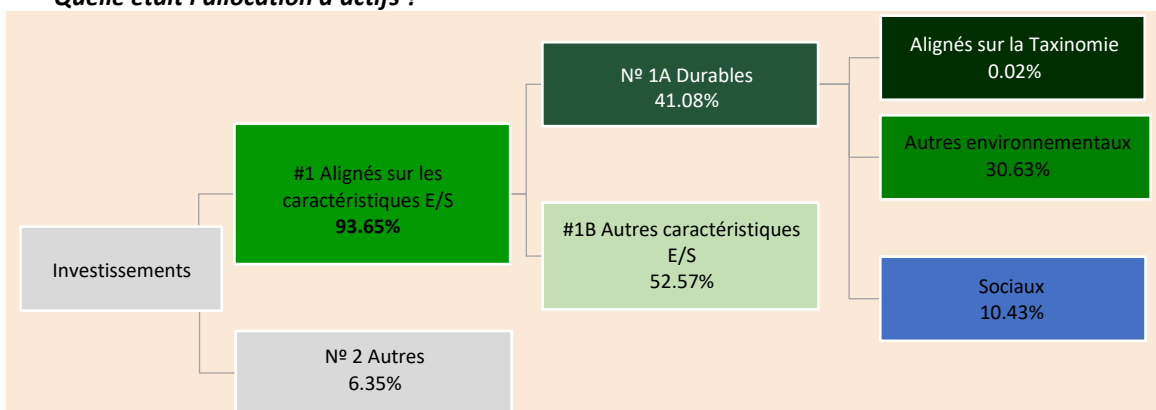 Quelle était l'allocation d'actifs ?
Alignés sur la Taxinomie
0.02%
Nº 1A Durables
41.08%
Autres environnementaux
30.63%
#1 Alignés sur les
caractéristiques E/S
93.65%
#1B Autres caractéristiques
E/S
52.57%
Investissements
Sociaux
10.43%
Nº 2 Autres
6.35%